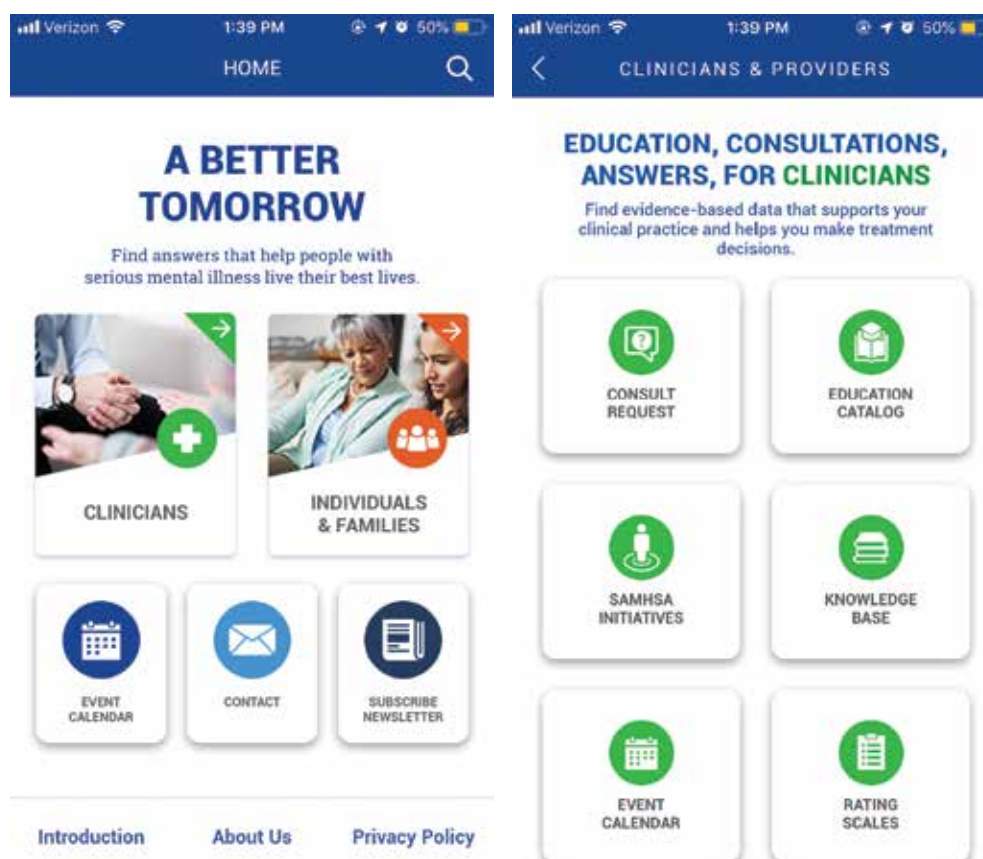 Verizon
1:39 PM
50%
HOME
A BETTER
TOMORROW
Find answers that help people with
serious mental illness live their best lives.
CLINICIANS
INDIVIDUALS
& FAMILIES
EVENT
CALENDAR
CONTACT
SUBSCRIBE
NEWSLETTER
Introduction
About Us
Privacy Policy
Verizon
1:39 PM
50%
CLINICIANS & PROVIDERS
EDUCATION, CONSULTATIONS,
ANSWERS, FOR CLINICIANS
Find evidence-based data that supports your
clinical practice and helps you make treatment
decisions.
CONSULT
REQUEST
EDUCATION
CATALOG
SAMHSA
INITIATIVES
KNOWLEDGE
BASE
EVENT
CALENDAR
RATING
SCALES